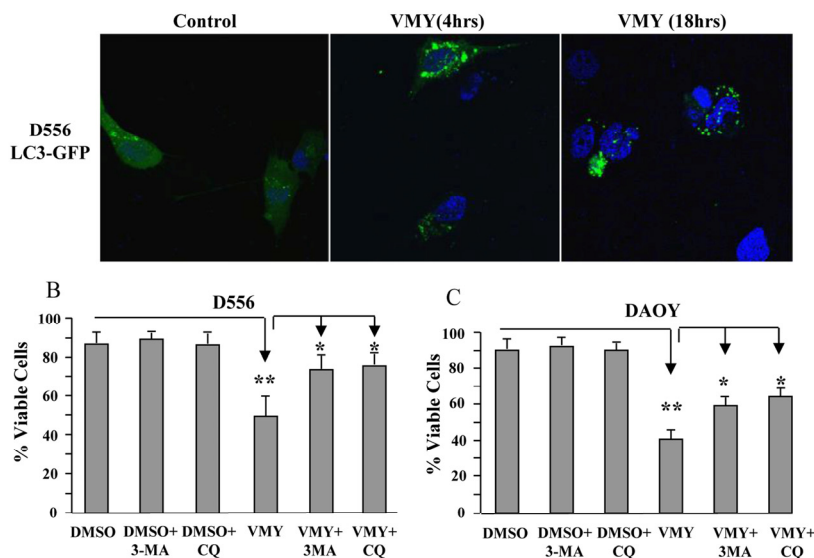 Control VMY(4hrs) VMY (18hrs)
D556
LC3-GFP
B
D556
% Viable Cells
100
80
60
40
20
0
**
*
*
DMSO DMSO+ DMSO+ VMY VMY+ VMY+
3-MA CQ 3MA CQ
C
DAOY
% Viable Cells
100
80
60
40
20
0
**
*
*
DMSO DMSO+ DMSO+ VMY VMY+ VMY+
3-MA CQ 3MA CQ